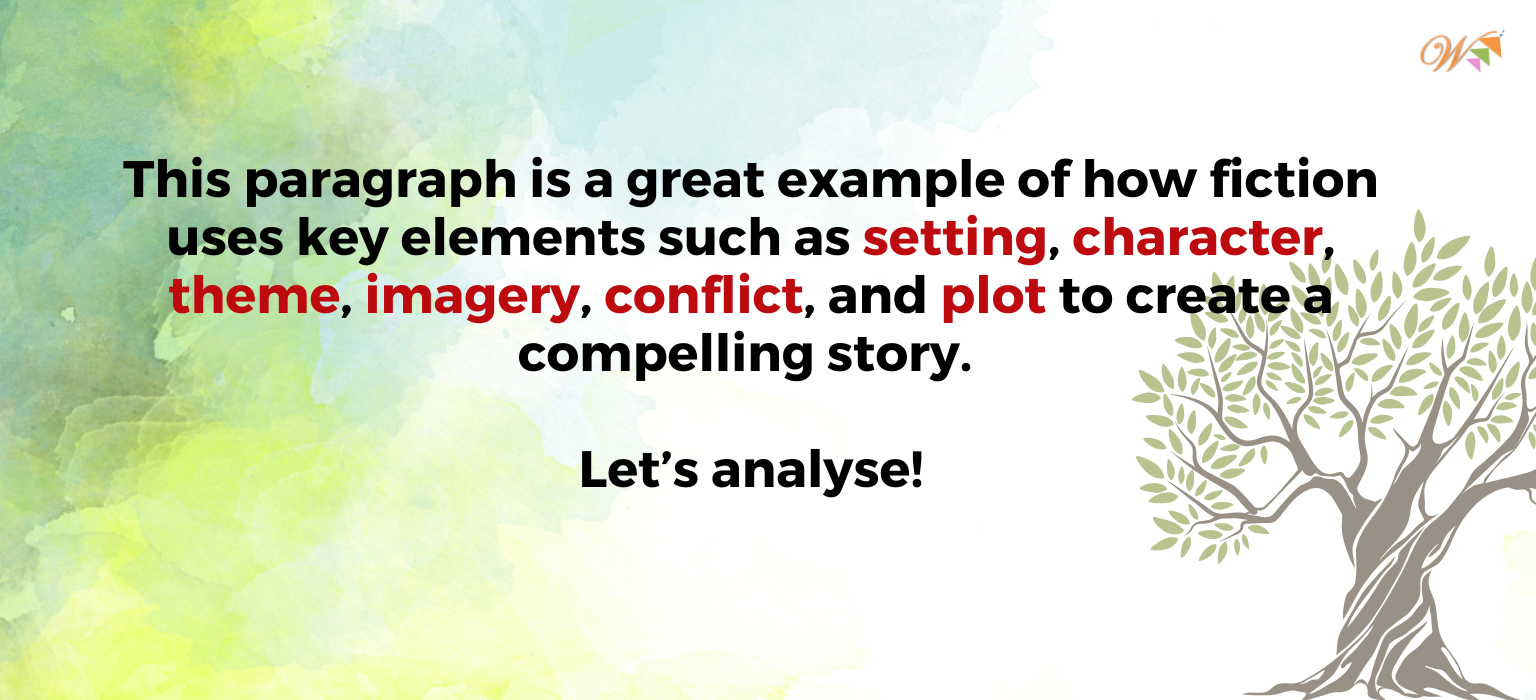 W
This paragraph is a great example of how fiction
uses key elements such as setting, character,
theme, imagery, conflict, and plot to create a
compelling story.
Let’s analyse!